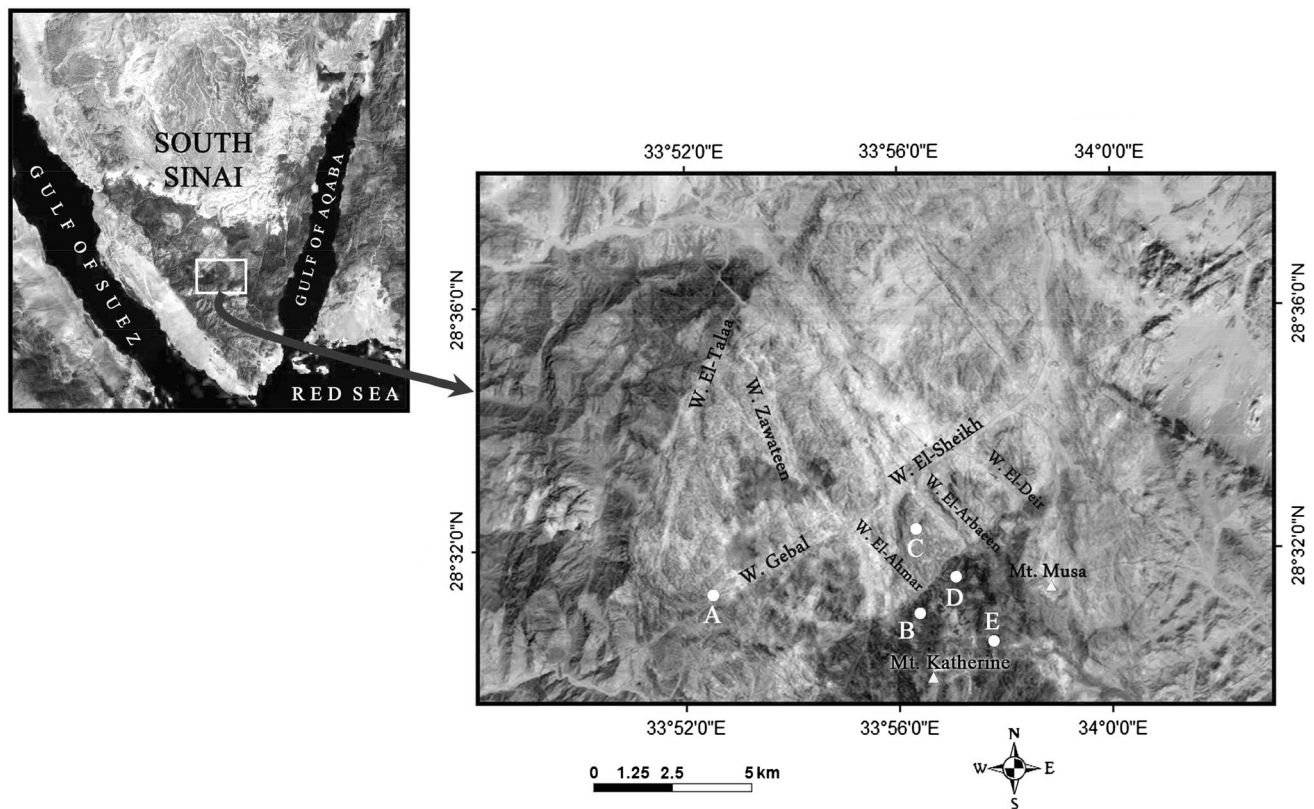 SOUTH
SINAI
GULF OF SUEZ
GULF OF AQABA
RED SEA
33°52'0"E
33°56'0"E
34°0'0"E
28°36'0"N
28°36'0"N
W. El-Talaa
W. Zawateen
W. El-Sheikh
W. El-Deir
W. El-Arbaeen
28°32'0"N
28°32'0"N
C
W. El-Ahmar
W. Gebal
Mt. Musa
A
D
B
E
Mt. Katherine
33°52'0"E
33°56'0"E
34°0'0"E
0 1.25 2.5 5 km
N
W E
S